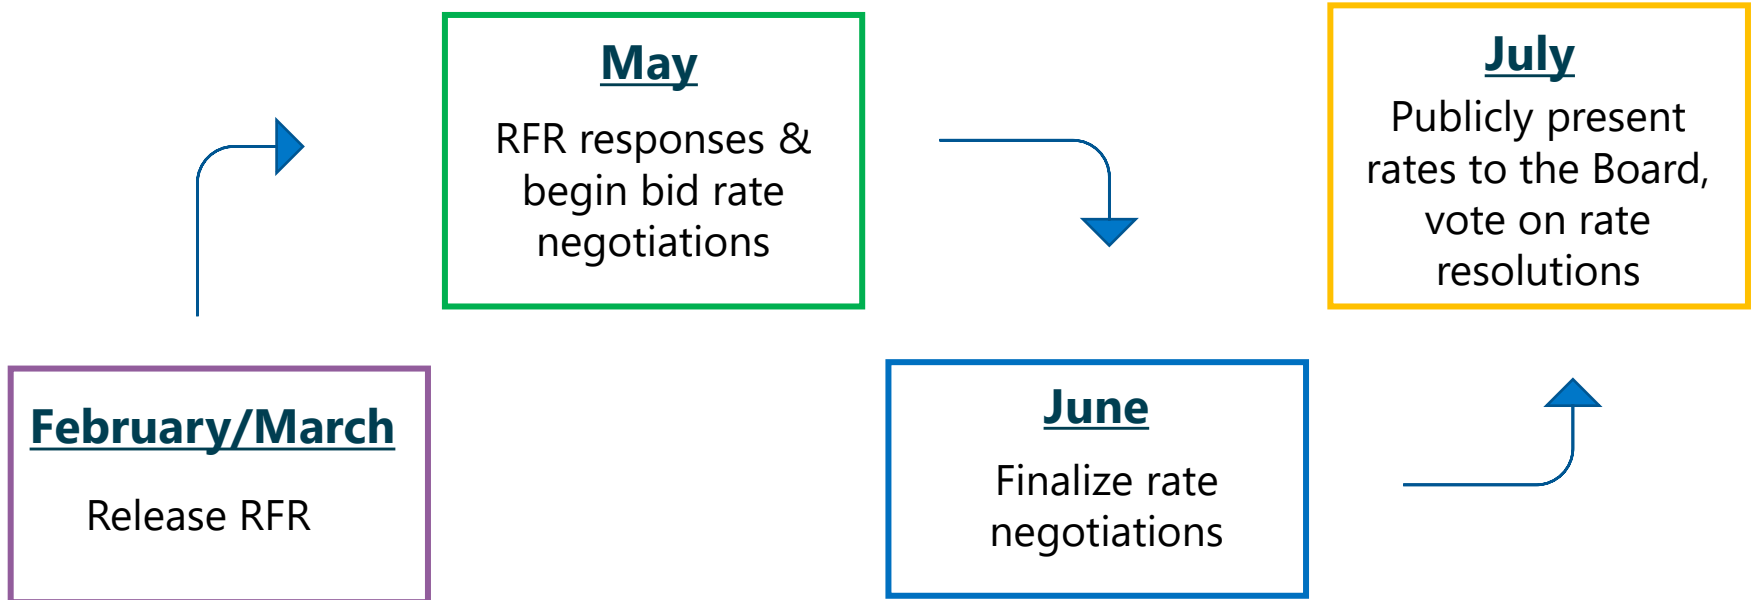 February/March
Release RFR
May
RFR responses &
begin bid rate
negotiations
June
Finalize rate
negotiations
July
Publicly present
rates to the Board,
vote on rate
resolutions